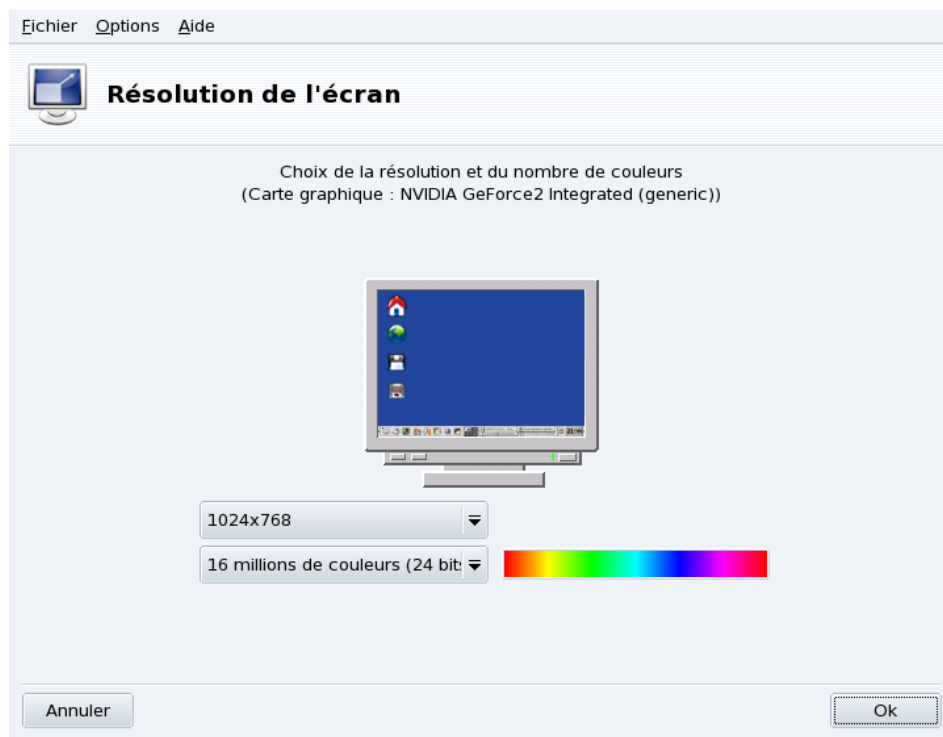 Fichier Options Aide
Résolution de l'écran
Choix de la résolution et du nombre de couleurs
(Carte graphique : NVIDIA GeForce2 Integrated (generic))
1024x768
16 millions de couleurs (24 bit
Annuler
Ok